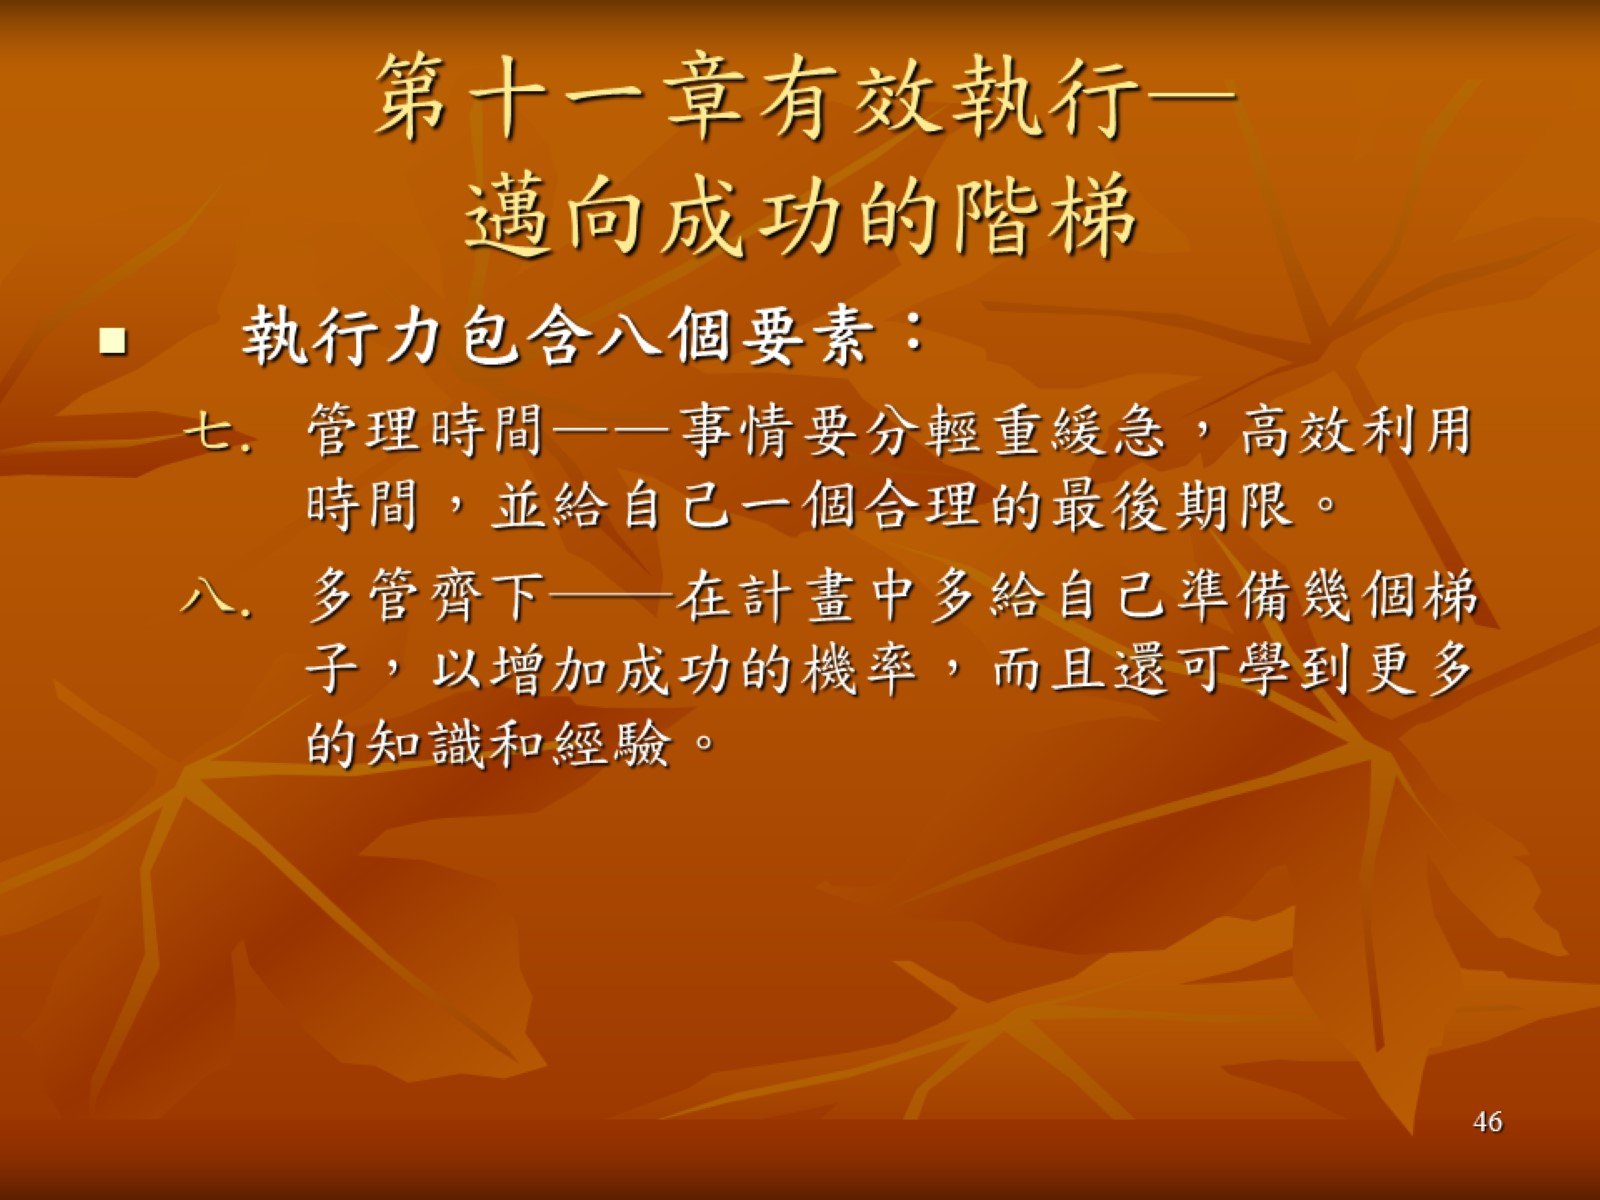 第十一章有效執行—
邁向成功的階梯
執行力包含八個要素：
七. 管理時間——事情要分輕重緩急，高效利用
時間，並給自己一個合理的最後期限。
八. 多管齊下——在計畫中多給自己準備幾個梯
子，以增加成功的機率，而且還可學到更多
的知識和經驗。
46